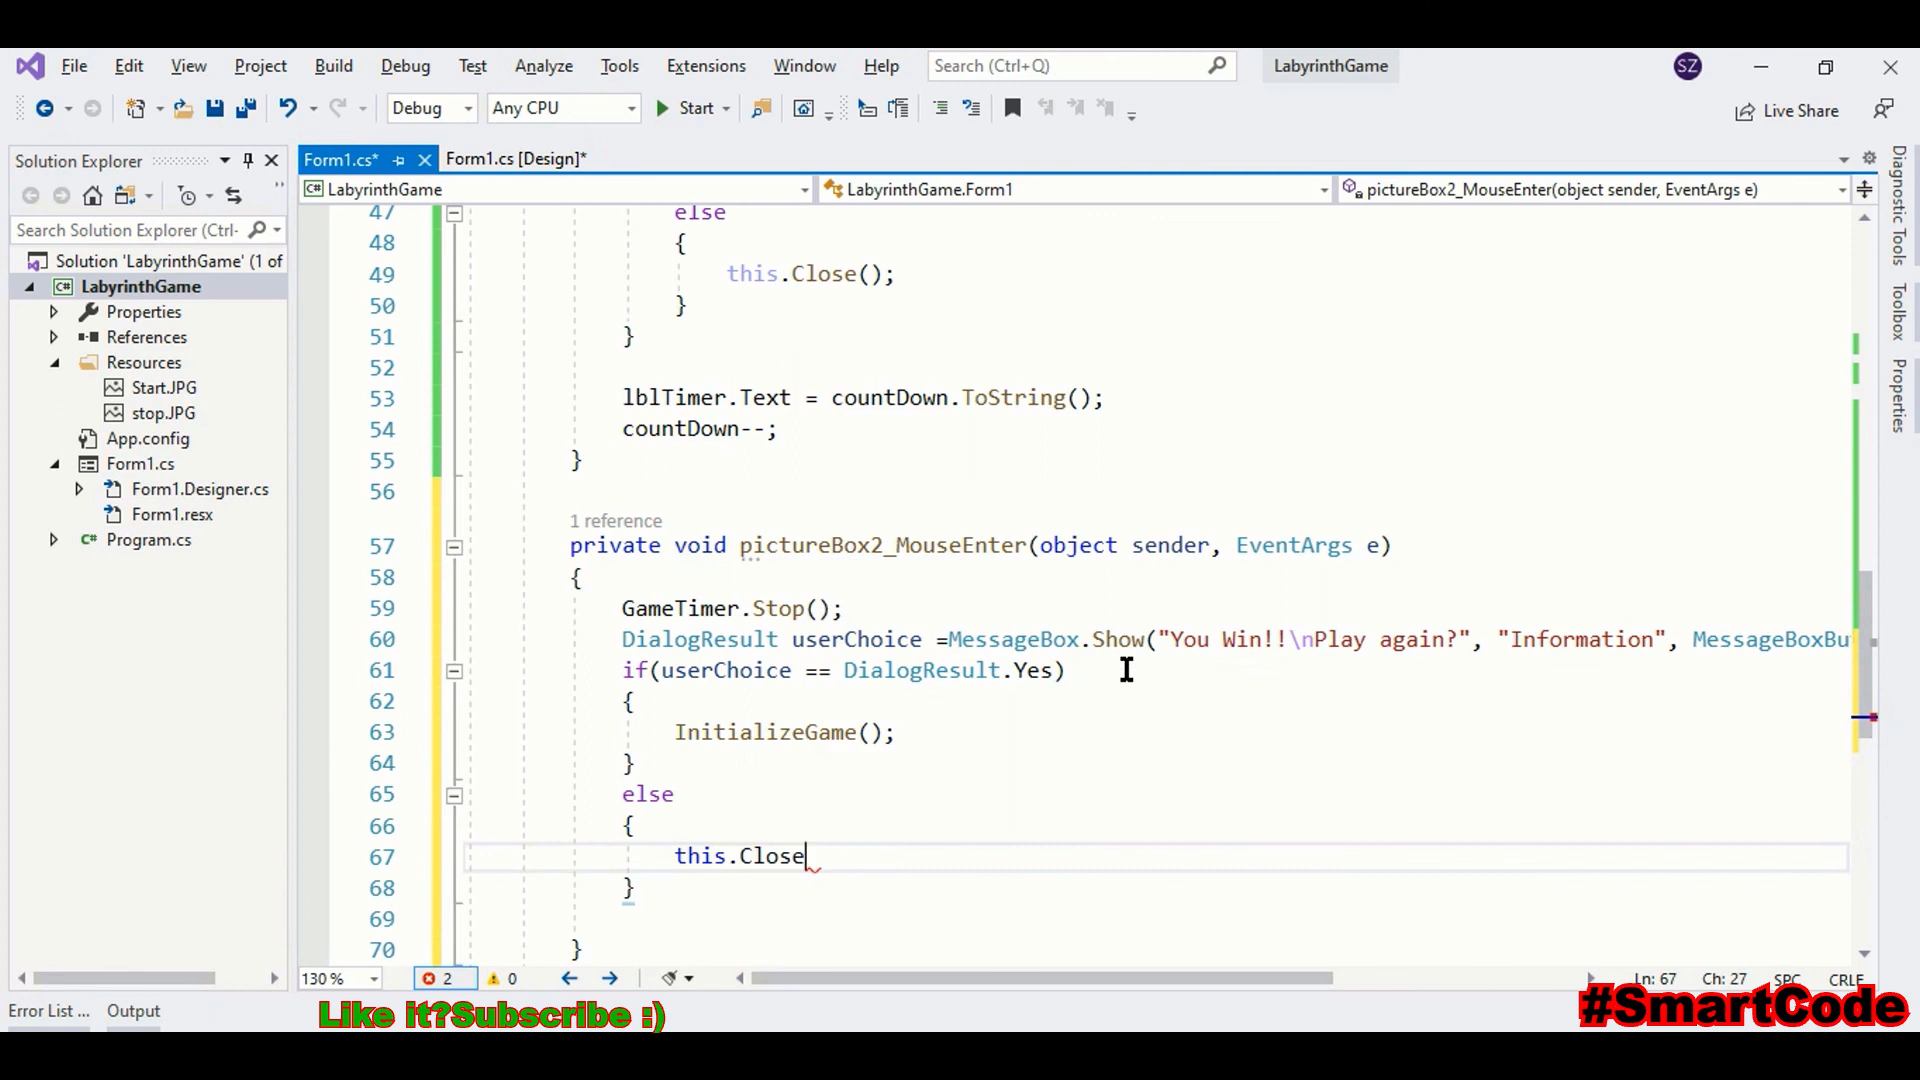 File Edit View Project Build Debug Test Analyze Tools Extensions Window Help Search (Ctrl+Q) LabyrinthGame SZ
Debug Any CPU Start Live Share
Solution Explorer Form1.cs* Form1.cs [Design]*
LabyrinthGame LabyrinthGame.Form1 pictureBox2_MouseEnter(object sender, EventArgs e)
Search Solution Explorer (Ctrl-
Solution 'LabyrinthGame' (1 of
LabyrinthGame
Properties
References
Resources
Start.JPG
stop.JPG
App.config
Form1.cs
Form1.Designer.cs
Form1.resx
Program.cs
47 else
48 {
49 this.Close();
50 }
51 }
52
53 lblTimer.Text = countDown.ToString();
54 countDown--;
55 }
56
1 reference
57 private void pictureBox2_MouseEnter(object sender, EventArgs e)
58 {
59 GameTimer.Stop();
60 DialogResult userChoice =MessageBox.Show("You Win!!\nPlay again?", "Information", MessageBoxBu
61 if(userChoice == DialogResult.Yes)
62 {
63 InitializeGame();
64 }
65 else
66 {
67 this.Close
68 }
69
70 }
Diagnostic Tools
Toolbox
Properties
130 % 2 0 Ln: 67 Ch: 27 SPC CRLF
Error List ... Output
Like it?Subscribe :)
#SmartCode